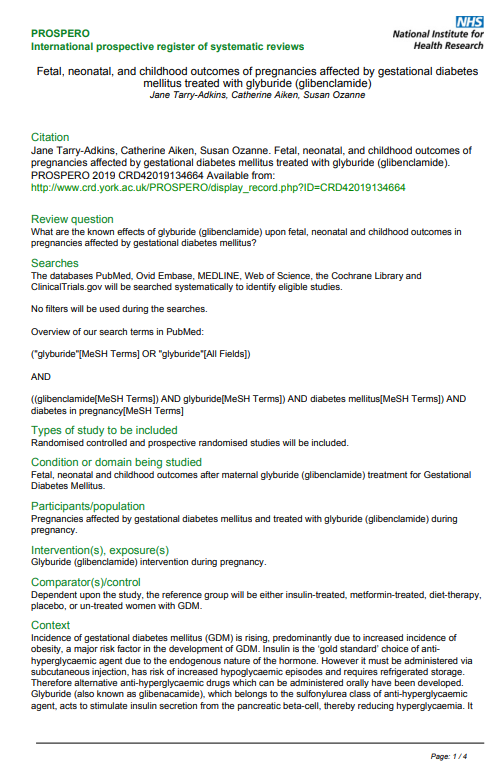 PROSPERO
International prospective register of systematic reviews
NHS
National Institute for
Health Research
Fetal, neonatal, and childhood outcomes of pregnancies affected by gestational diabetes
mellitus treated with glyburide (glibenclamide)
Jane Tarry-Adkins, Catherine Aiken, Susan Ozanne
Citation
Jane Tarry-Adkins, Catherine Aiken, Susan Ozanne. Fetal, neonatal, and childhood outcomes of
pregnancies affected by gestational diabetes mellitus treated with glyburide (glibenclamide).
PROSPERO 2019 CRD42019134664 Available from:
http://www.crd.york.ac.uk/PROSPERO/display_record.php?ID=CRD42019134664
Review question
What are the known effects of glyburide (glibenclamide) upon fetal, neonatal and childhood outcomes in
pregnancies affected by gestational diabetes mellitus?
Searches
The databases PubMed, Ovid Embase, MEDLINE, Web of Science, the Cochrane Library and
ClinicalTrials.gov will be searched systematically to identify eligible studies.
No filters will be used during the searches.
Overview of our search terms in PubMed:
("glyburide"[MeSH Terms] OR "glyburide"[All Fields])
AND
((glibenclamide[MeSH Terms]) AND glyburide[MeSH Terms]) AND diabetes mellitus[MeSH Terms]) AND
diabetes in pregnancy[MeSH Terms]
Types of study to be included
Randomised controlled and prospective randomised studies will be included.
Condition or domain being studied
Fetal, neonatal and childhood outcomes after maternal glyburide (glibenclamide) treatment for Gestational
Diabetes Mellitus.
Participants/population
Pregnancies affected by gestational diabetes mellitus and treated with glyburide (glibenclamide) during
pregnancy.
Intervention(s), exposure(s)
Glyburide (glibenclamide) intervention during pregnancy.
Comparator(s)/control
Dependent upon the study, the reference group will be either insulin-treated, metformin-treated, diet-therapy,
placebo, or un-treated women with GDM.
Context
Incidence of gestational diabetes mellitus (GDM) is rising, predominantly due to increased incidence of
obesity, a major risk factor in the development of GDM. Insulin is the 'gold standard' choice of anti-
hyperglycaemic agent due to the endogenous nature of the hormone. However it must be administered via
subcutaneous injection, has risk of increased hypoglycaemic episodes and requires refrigerated storage.
Therefore alternative anti-hyperglycaemic drugs which can be administered orally have been developed.
Glyburide (also known as glibenacamide), which belongs to the sulfonylurea class of anti-hyperglycaemic
agent, acts to stimulate insulin secretion from the pancreatic beta-cell, thereby reducing hyperglycaemia. It
Page: 1 / 4